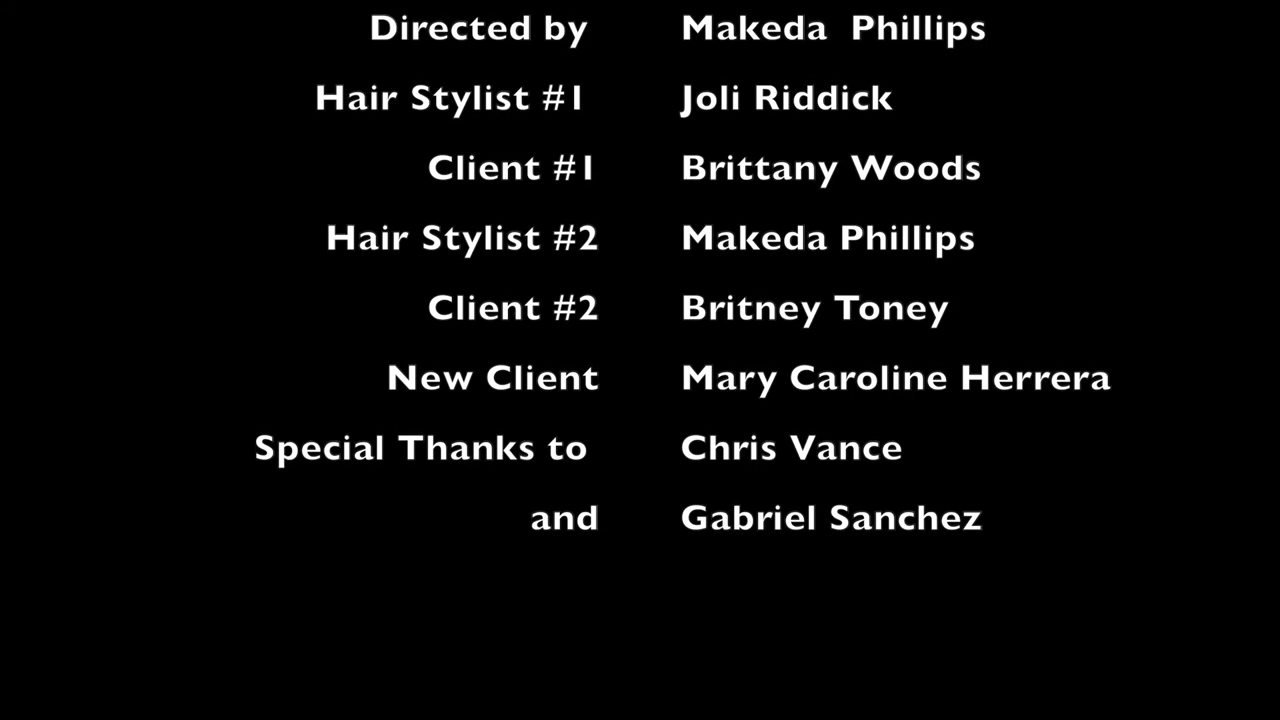 Directed by Makeda  Phillips
Hair Stylist #1 Joli Riddick
Client #1 Brittany Woods
Hair Stylist #2 Makeda Phillips
Client #2 Britney Toney
New Client Mary Caroline Herrera
Special Thanks to Chris Vance
and Gabriel Sanchez